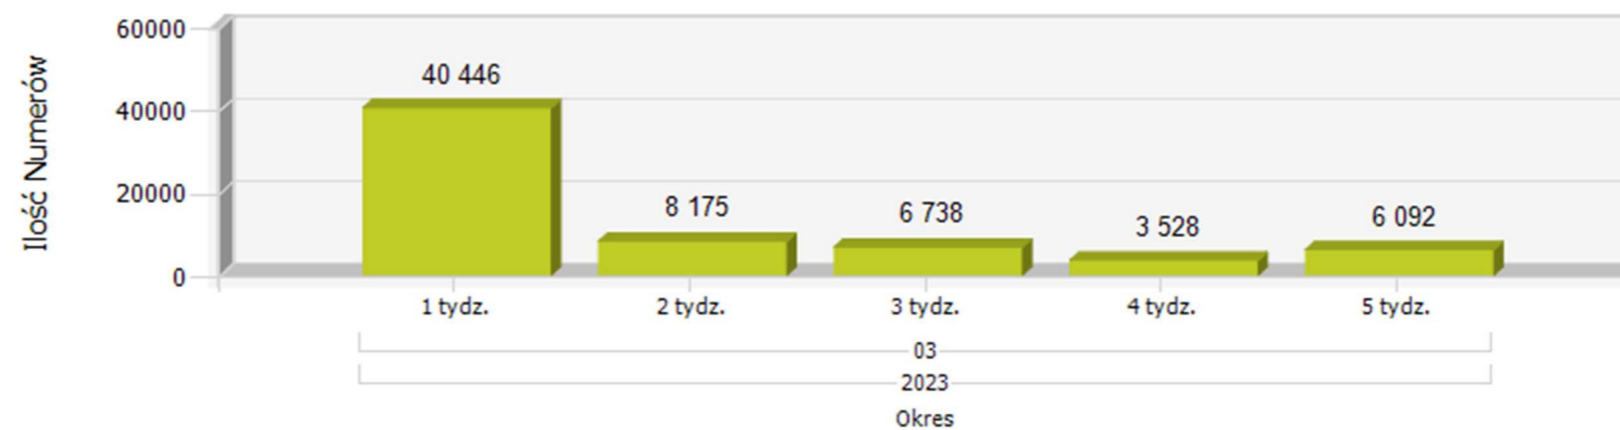 Ilość Numerów
60000
40000
20000
0
40 446
8 175
6 738
3 528
6 092
1 tydz.
2 tydz.
3 tydz.
4 tydz.
5 tydz.
03
2023
Okres